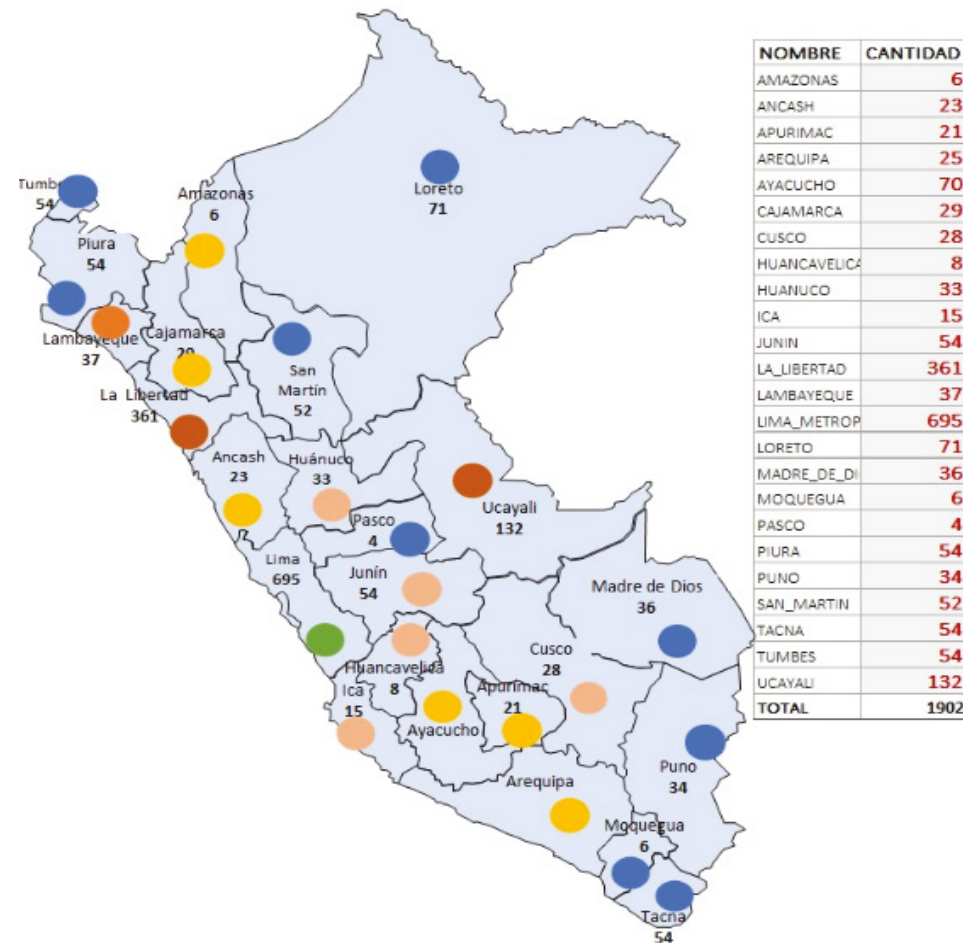 Tumb
54
Piura
54
Lambayeque
37
Amazonas
6
Cajamarca
La Libertad
361
Loreto
71
San
Martín
52
Ancash
23
Huánuco
33
Pasco
4
Ucayali
132
Lima
695
Junín
54
Madre de Dios
36
Huancavelica
8
Ica
15
Ayacucho
Apurímac
21
Cusco
28
Arequipa
Puno
34
Moquegua
6
Tacna
54
NOMBRE CANTIDAD
AMAZONAS 6
ANCASH 23
APURIMAC 21
AREQUIPA 25
AYACUCHO 70
CAJAMARCA 29
CUSCO 28
HUANCAVELICA 8
HUANUCO 33
ICA 15
JUNIN 54
LA_LIBERTAD 361
LAMBAYEQUE 37
LIMA_METROP 695
LORETO 71
MADRE_DE_DI 36
MOQUEGUA 6
PASCO 4
PIURA 54
PUNO 34
SAN_MARTIN 52
TACNA 54
TUMBES 54
UCAYALI 132
TOTAL 1902